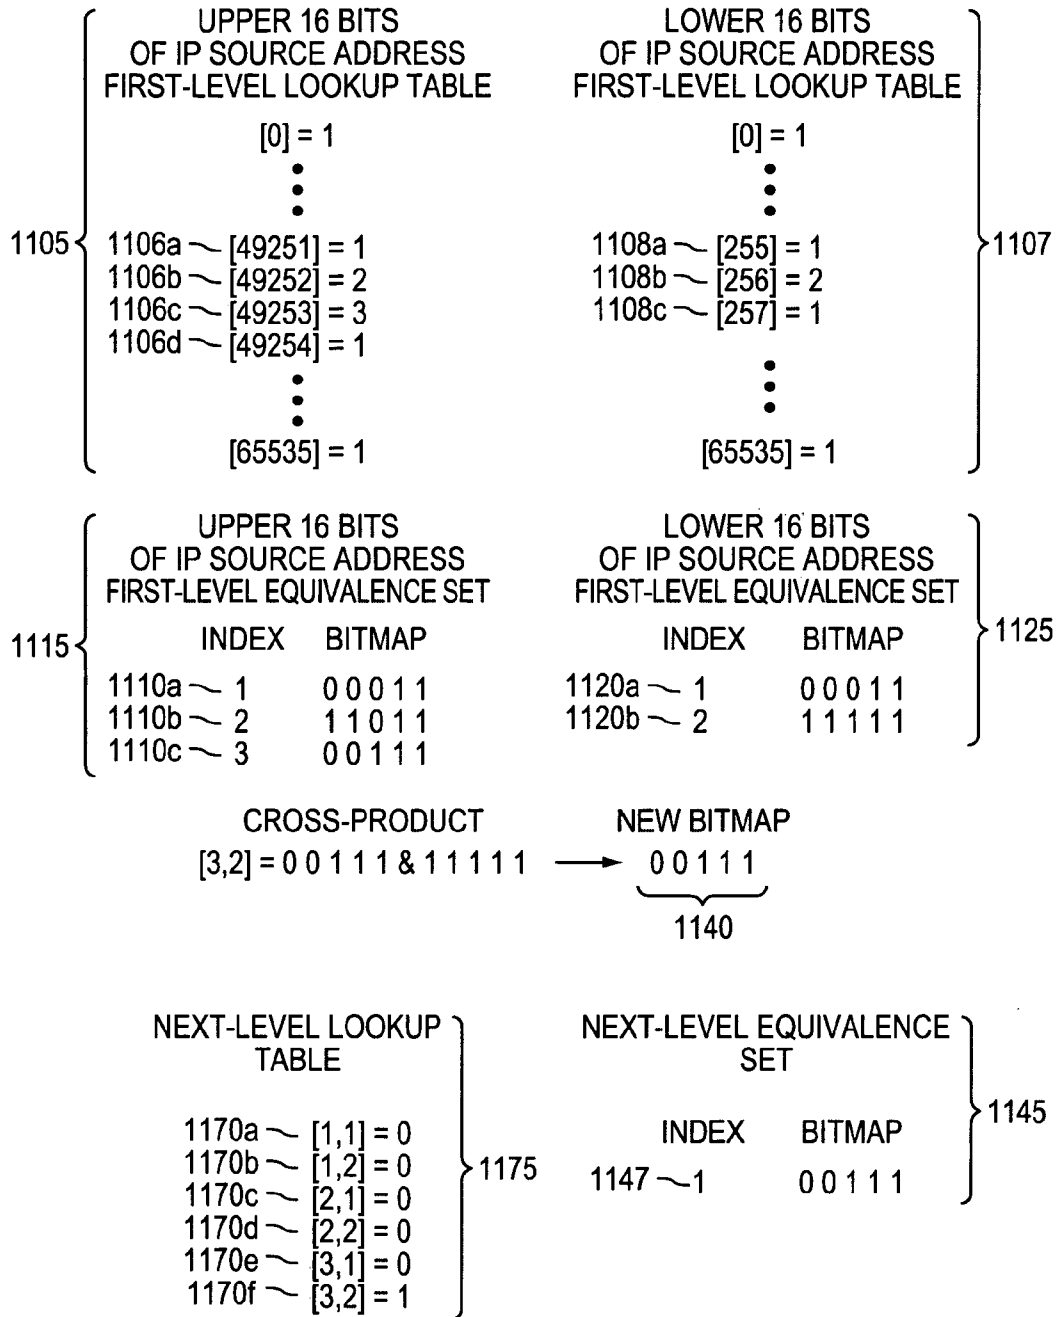 UPPER 16 BITS
OF IP SOURCE ADDRESS
FIRST-LEVEL LOOKUP TABLE
[0] = 1
1105
1106a [49251] = 1
1106b [49252] = 2
1106c [49253] = 3
1106d [49254] = 1
[65535] = 1
LOWER 16 BITS
OF IP SOURCE ADDRESS
FIRST-LEVEL LOOKUP TABLE
[0] = 1
1108a [255] = 1
1108b [256] = 2
1108c [257] = 1
1107
[65535] = 1
UPPER 16 BITS
OF IP SOURCE ADDRESS
FIRST-LEVEL EQUIVALENCE SET
1115
INDEX BITMAP
1110a 1 0 0 0 1 1
1110b 2 1 1 0 1 1
1110c 3 0 0 1 1 1
LOWER 16 BITS
OF IP SOURCE ADDRESS
FIRST-LEVEL EQUIVALENCE SET
INDEX BITMAP
1125
1120a 1 0 0 0 1 1
1120b 2 1 1 1 1 1
CROSS-PRODUCT NEW BITMAP
[3,2] = 0 0 1 1 1 & 1 1 1 1 1 → 0 0 1 1 1
1140
NEXT-LEVEL LOOKUP
TABLE
1170a [1,1] = 0
1170b [1,2] = 0
1170c [2,1] = 0
1170d [2,2] = 0
1170e [3,1] = 0
1170f [3,2] = 1
1175
NEXT-LEVEL EQUIVALENCE
SET
INDEX BITMAP
1147 1 0 0 1 1 1
1145